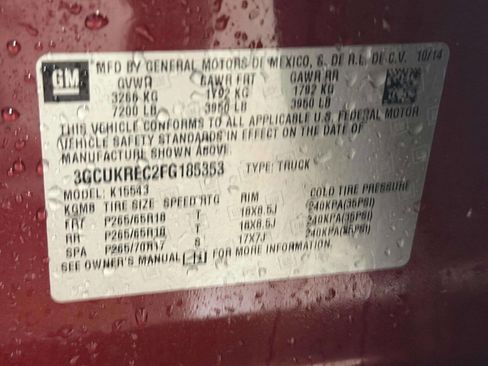 GM MFD BY GENERAL MOTORS DE MEXICO, S. DE R.L. DE C.V. 10/14
GVWR GAWR FRT GAWR RR
3266 KG 1792 KG 1792 KG
7200 LB 3950 LB 3950 LB
THIS VEHICLE CONFORMS TO ALL APPLICABLE U.S. FEDERAL MOTOR
VEHICLE SAFETY STANDARDS IN EFFECT ON THE DATE OF
MANUFACTURE SHOWN ABOVE.
3GCUKREC2FG185353 TYPE: TRUCK
MODEL: K15543
KGMB TIRE SIZE SPEED RTG RIM COLD TIRE PRESSURE
FRT P265/65R18 T 18X8.5J 240KPA(35PSI)
RR P265/65R18 T 18X8.5J 240KPA(35PSI)
SPA P265/70R17 S 17X7J 240KPA(35PSI)
SEE OWNER'S MANUAL FOR MORE INFORMATION.